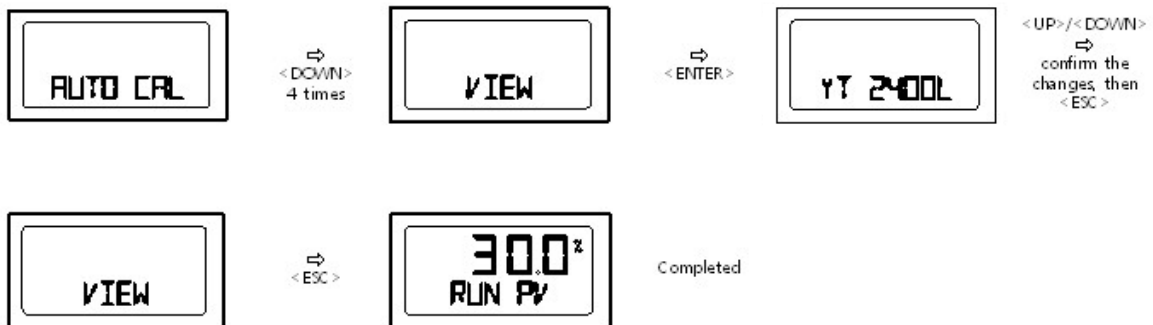 AUTO CAL
⇨
<DOWN>
4 times
VIEW
⇨
<ENTER>
YT 2400L
<UP>/<DOWN>
⇨
confirm the
changes, then
<ESC>
VIEW
⇨
<ESC>
30.0%
RUN PV
Completed